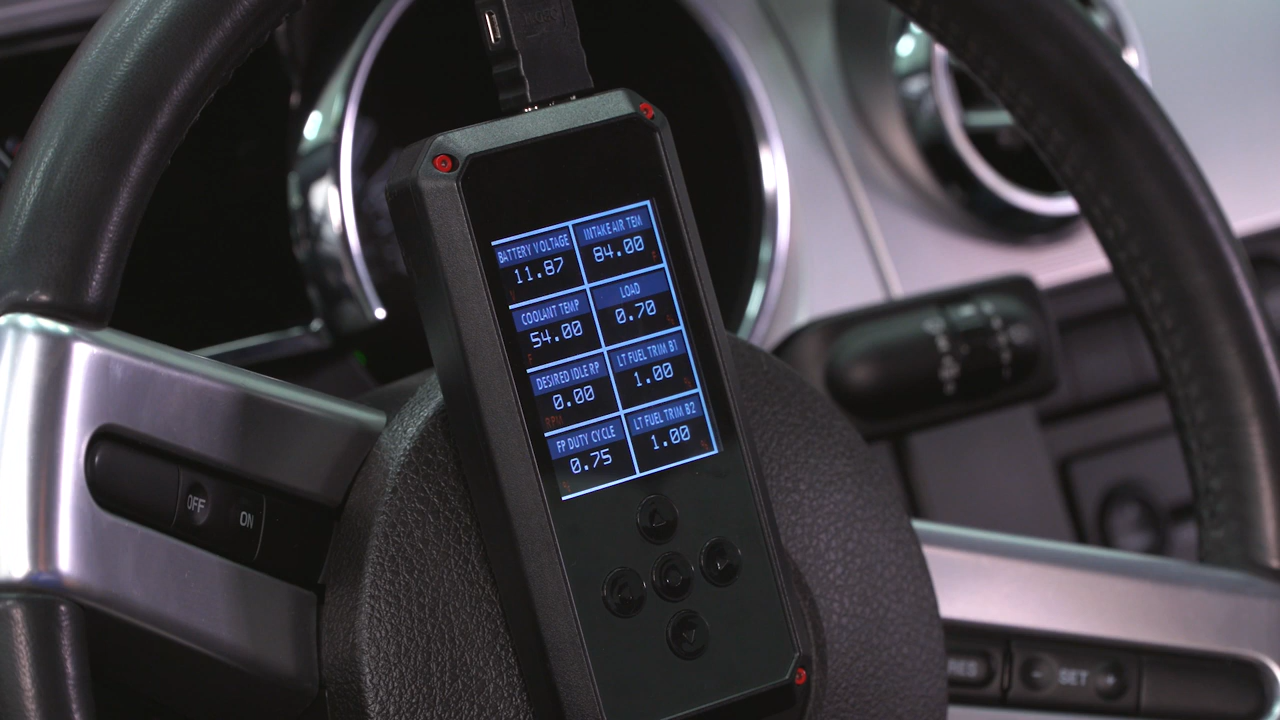 BATTERY VOLTAGE
11.87
INTAKE AIR TEM
84.00
F
COOLANT TEMP
54.00
F
LOAD
0.70
%
DESIRED IDLE RP
0.00
RPM
LT FUEL TRIM B1
1.00
%
FP DUTY CYCLE
0.75
%
LT FUEL TRIM B2
1.00
%
OFF
ON
RES
- SET +